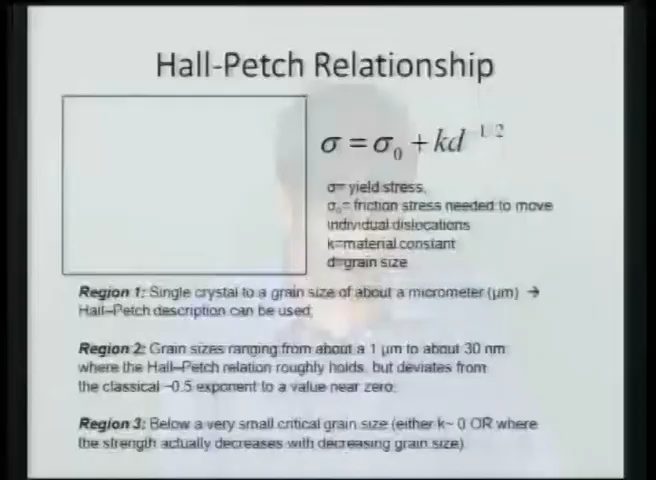 Hall-Petch Relationship
σ = σ₀ + kd⁻¹ᐟ²
σ= yield stress,
σ₀= friction stress needed to move
individual dislocations
k=material constant
d=grain size
Region 1: Single crystal to a grain size of about a micrometer (μm) →
Hall–Petch description can be used;
Region 2: Grain sizes ranging from about a 1 μm to about 30 nm
where the Hall–Petch relation roughly holds, but deviates from
the classical −0.5 exponent to a value near zero;
Region 3: Below a very small critical grain size (either k~ 0 OR where
the strength actually decreases with decreasing grain size)